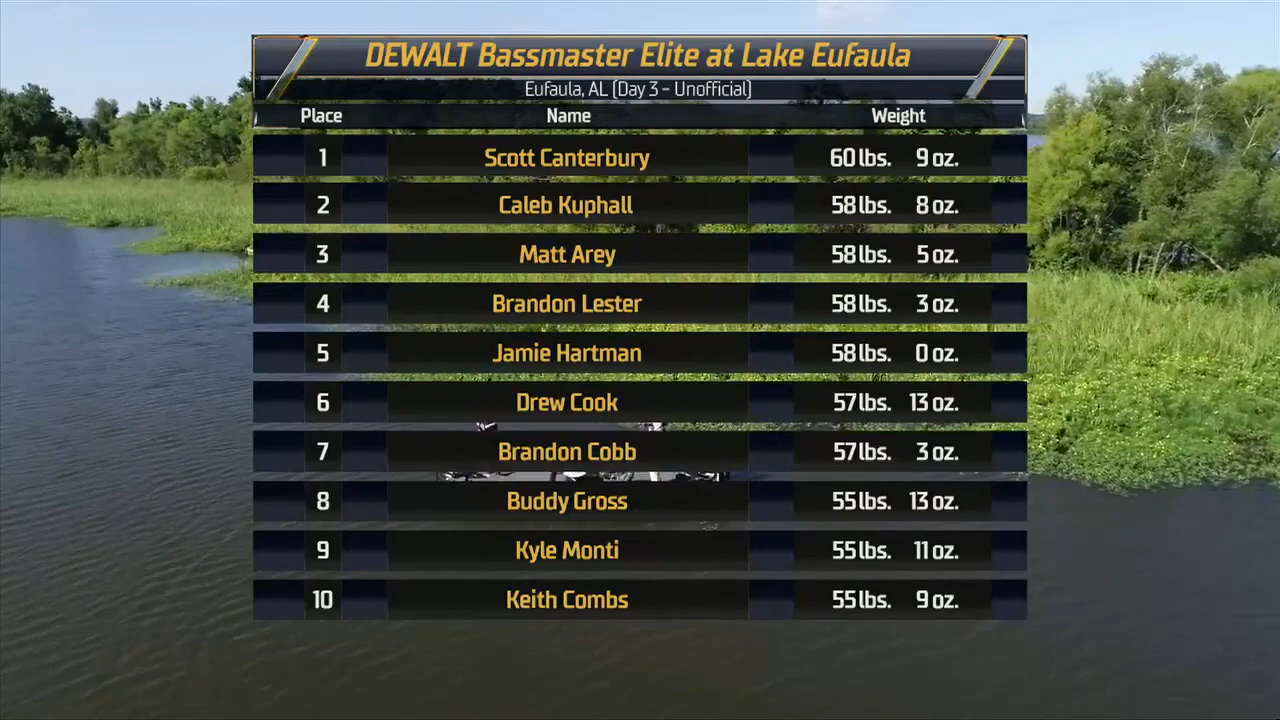 DEWALT Bassmaster Elite at Lake Eufaula
Eufaula, AL (Day 3 - Unofficial)
Place Name Weight
1 Scott Canterbury 60 lbs. 9 oz.
2 Caleb Kuphall 58 lbs. 8 oz.
3 Matt Arey 58 lbs. 5 oz.
4 Brandon Lester 58 lbs. 3 oz.
5 Jamie Hartman 58 lbs. 0 oz.
6 Drew Cook 57 lbs. 13 oz.
7 Brandon Cobb 57 lbs. 3 oz.
8 Buddy Gross 55 lbs. 13 oz.
9 Kyle Monti 55 lbs. 11 oz.
10 Keith Combs 55 lbs. 9 oz.